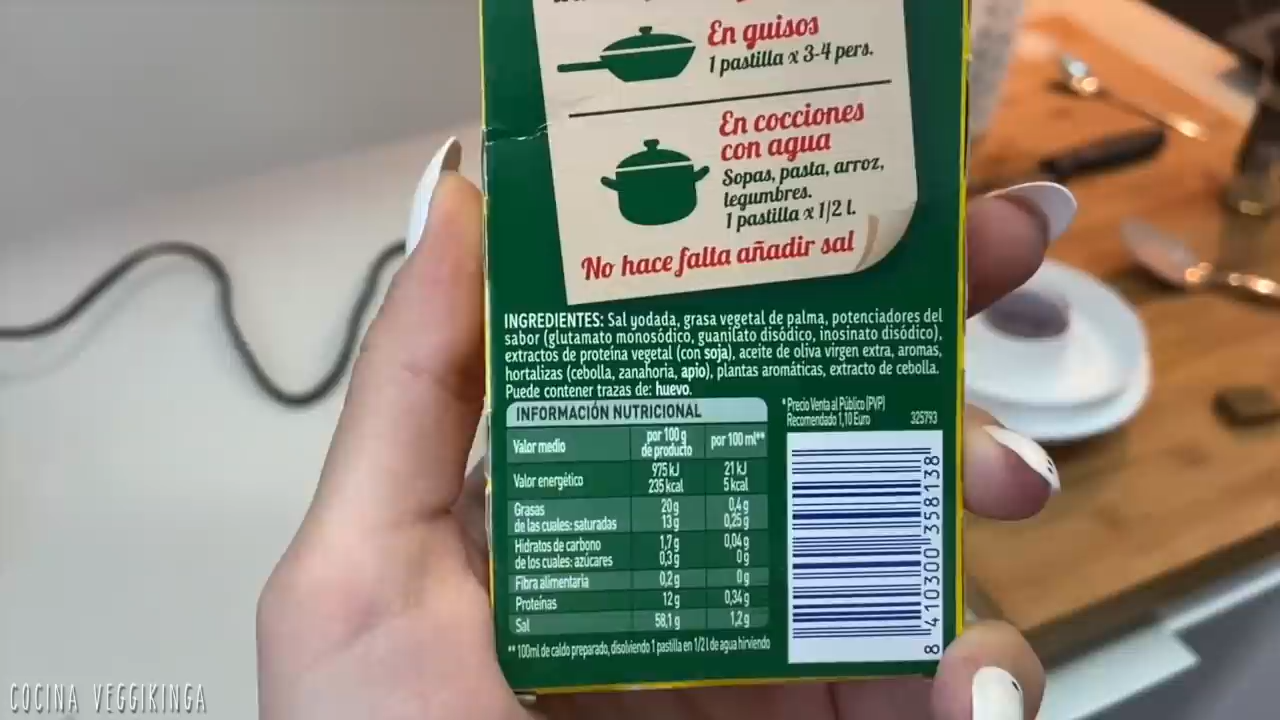 En guisos
1 pastilla x 3-4 pers.
En cocciones
con agua
Sopas, pasta, arroz,
legumbres.
1 pastilla x 1/2 l.
No hace falta añadir sal
INGREDIENTES: Sal yodada, grasa vegetal de palma, potenciadores del
sabor (glutamato monosódico, guanilato disódico, inosinato disódico),
extractos de proteína vegetal (con soja), aceite de oliva virgen extra, aromas,
hortalizas (cebolla, zanahoria, apio), plantas aromáticas, extracto de cebolla.
Puede contener trazas de: huevo.
INFORMACIÓN NUTRICIONAL
Valor medio por 100 g de producto por 100 ml**
Valor energético 975 kJ 21 kJ
235 kcal 5 kcal
Grasas 20 g 0,4 g
de las cuales: saturadas 13 g 0,25 g
Hidratos de carbono 1,7 g 0,04 g
de los cuales: azúcares 0,3 g 0 g
Fibra alimentaria 0,2 g 0 g
Proteínas 12 g 0,34 g
Sal 58,1 g 1,2 g
** 100ml de caldo preparado, disolviendo 1 pastilla en 1/2 l de agua hirviendo
* Precio Venta al Público (PVP)
Recomendado 1,10 Euro 325793
8 410300 358138
COCINA VEGGIKINGA